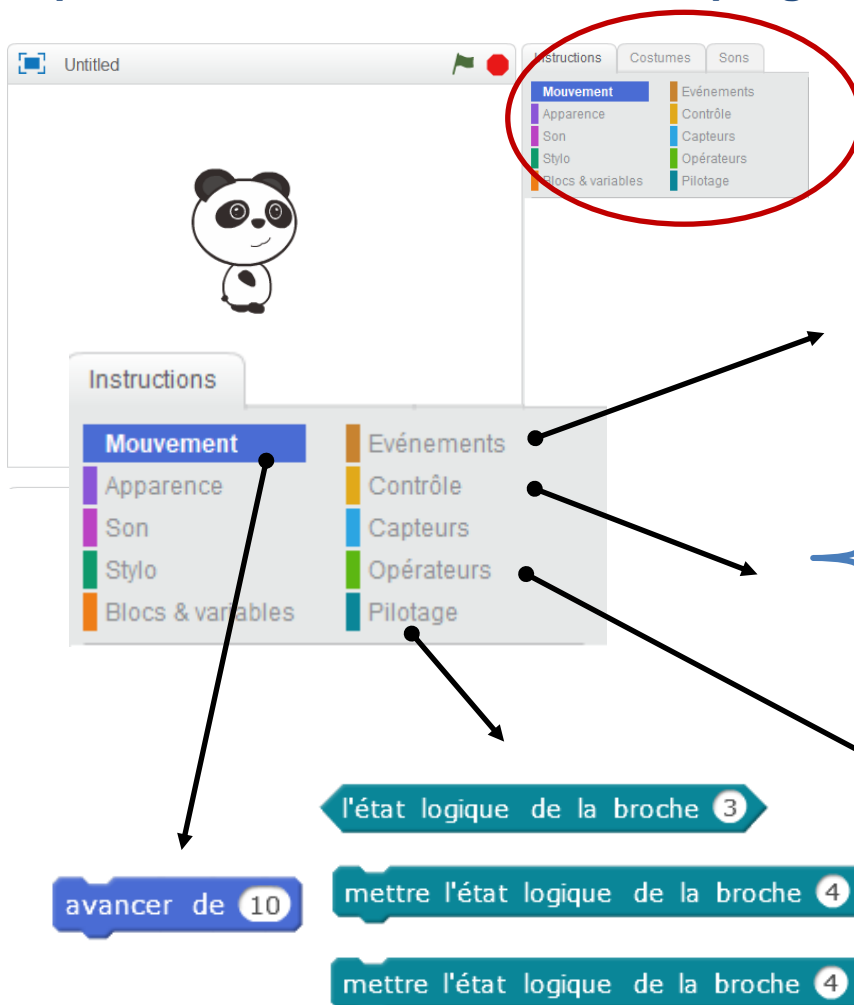 Untitled
Instructions Costumes Sons
Mouvement Evénements
Apparence Contrôle
Son Capteurs
Stylo Opérateurs
Blocs & variables Pilotage
Instructions
Mouvement Evénements
Apparence Contrôle
Son Capteurs
Stylo Opérateurs
Blocs & variables Pilotage
l'état logique de la broche 3
avancer de 10
mettre l'état logique de la broche 4
mettre l'état logique de la broche 4